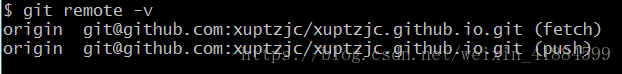 $ git remote -v
origin  git@github.com:xuptzjc/xuptzjc.github.io.git (fetch)
origin  git@github.com:xuptzjc/xuptzjc.github.io.git (push)
https://blog.csdn.net/weixin_41884599